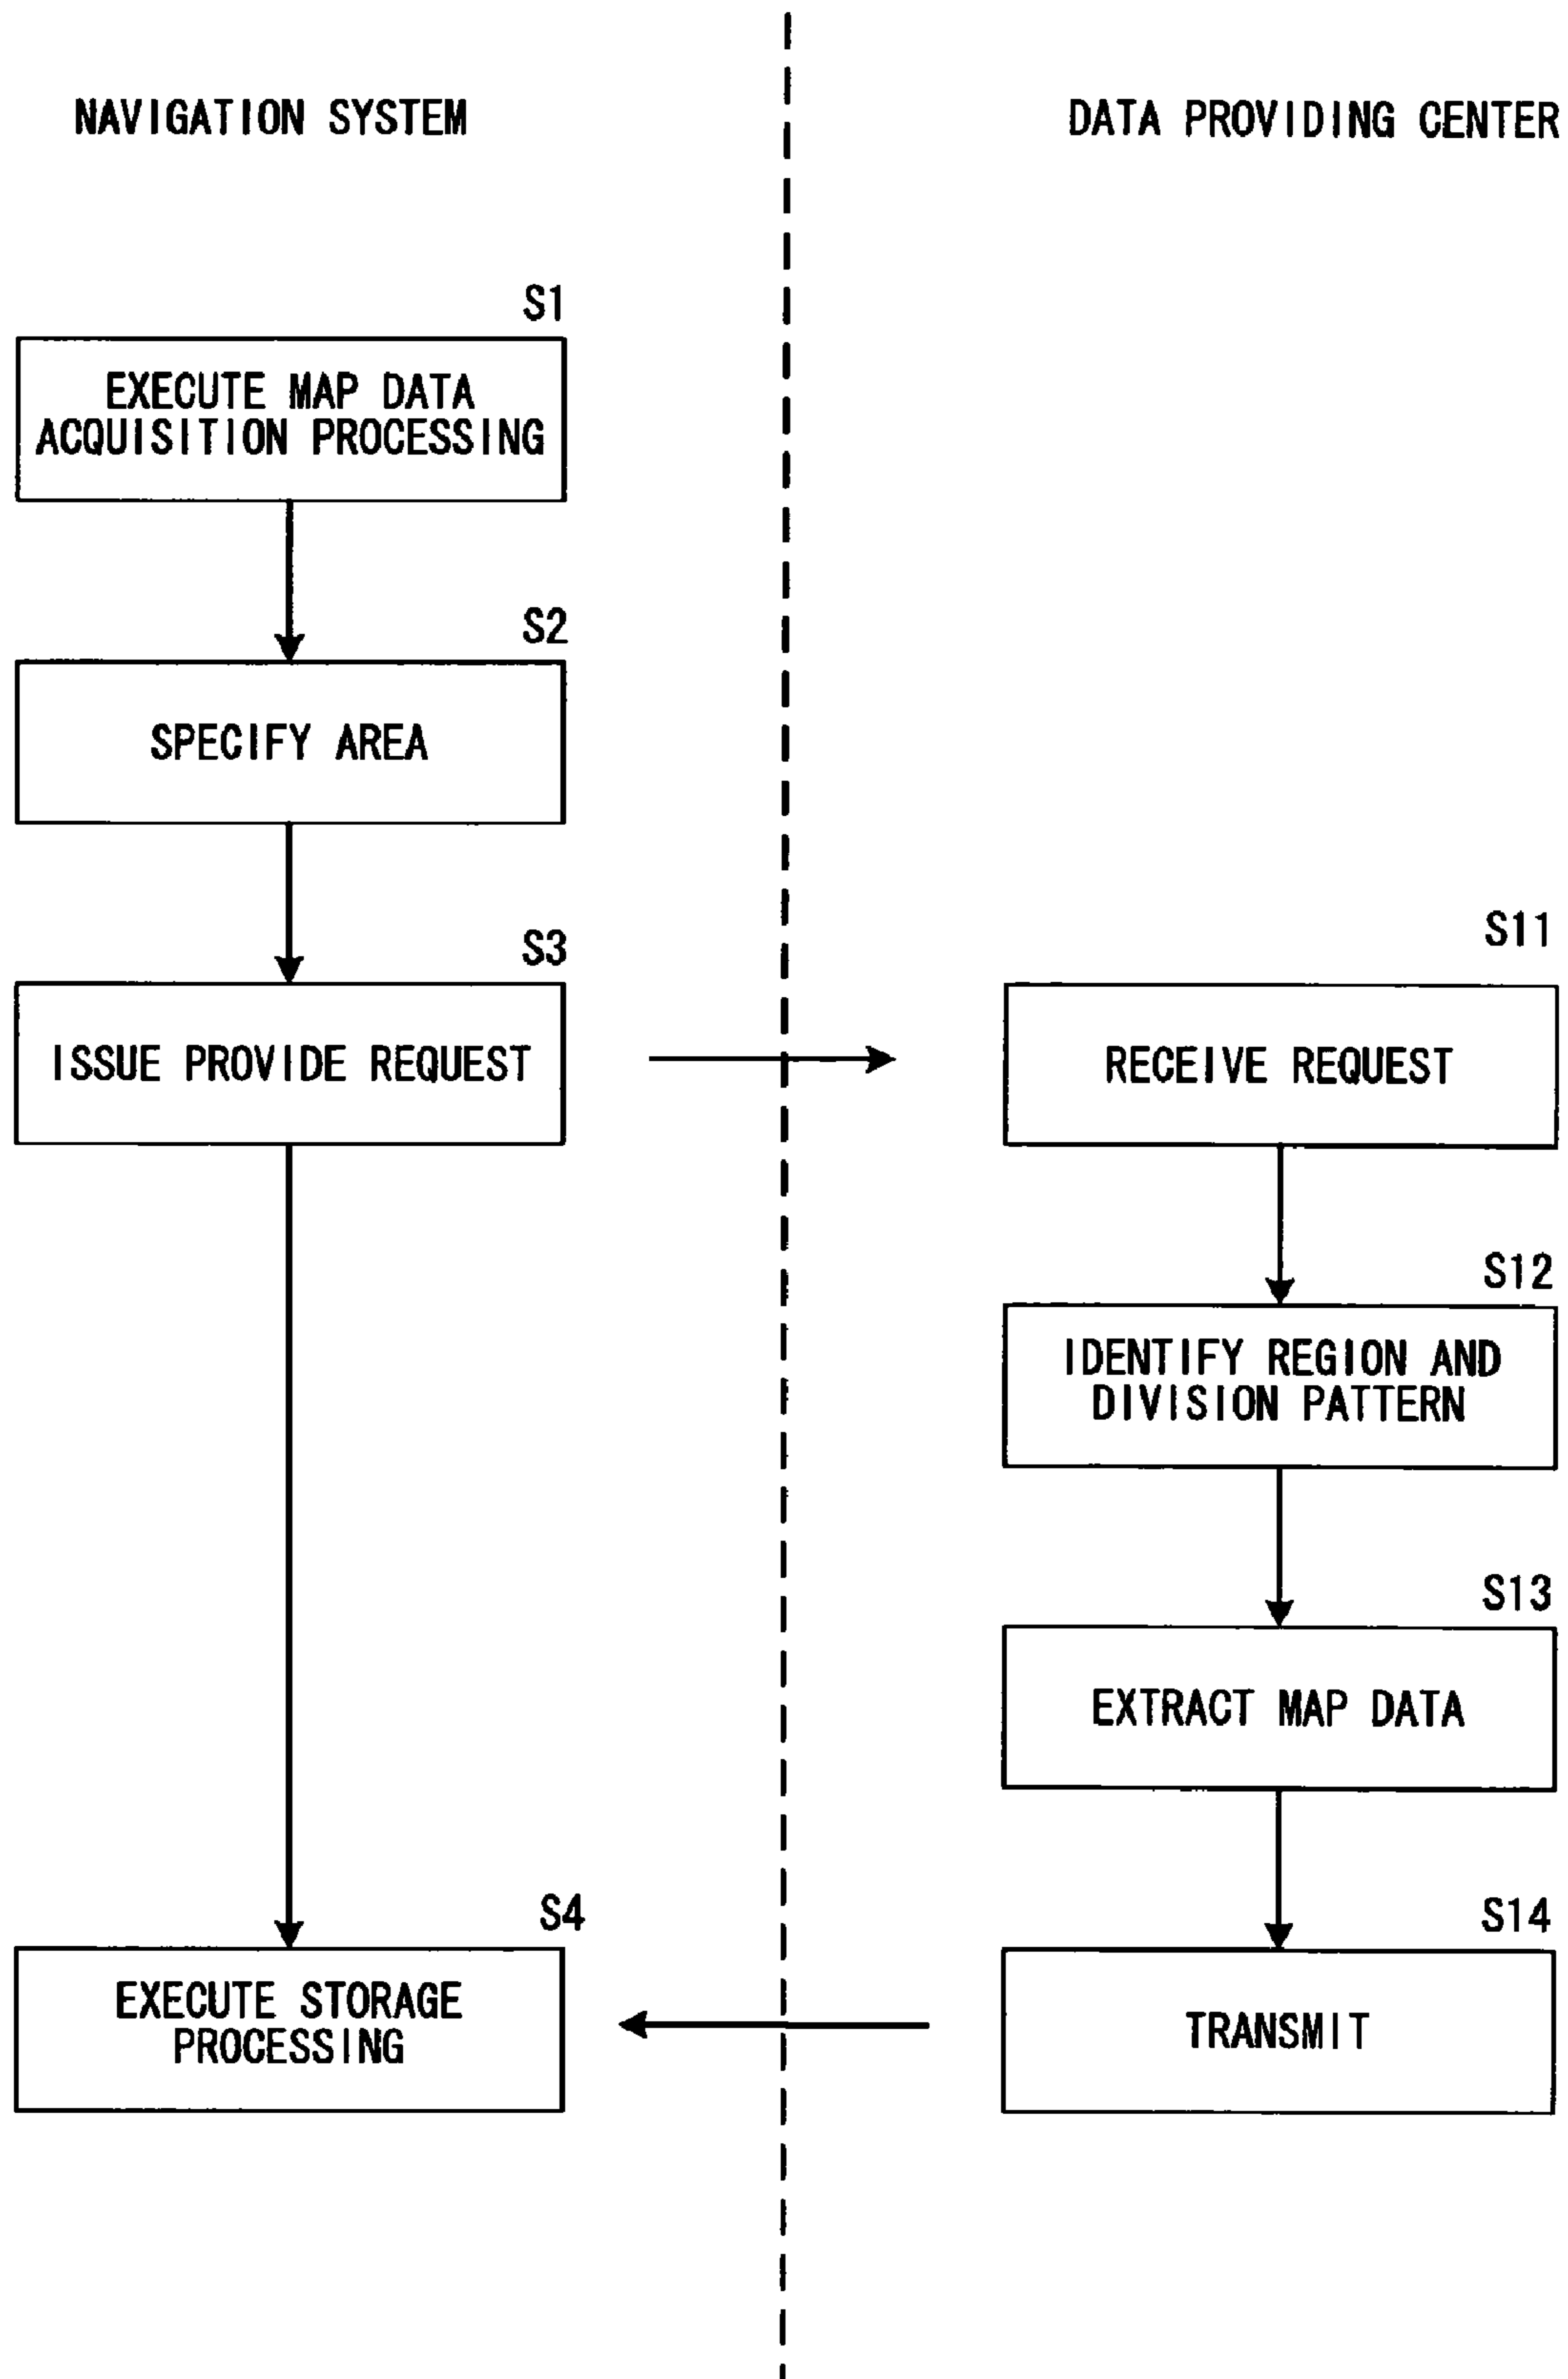 NAVIGATION SYSTEM
DATA PROVIDING CENTER
S1
EXECUTE MAP DATA
ACQUISITION PROCESSING
S2
SPECIFY AREA
S3
ISSUE PROVIDE REQUEST
S11
RECEIVE REQUEST
S12
IDENTIFY REGION AND
DIVISION PATTERN
S13
EXTRACT MAP DATA
S4
EXECUTE STORAGE
PROCESSING
S14
TRANSMIT